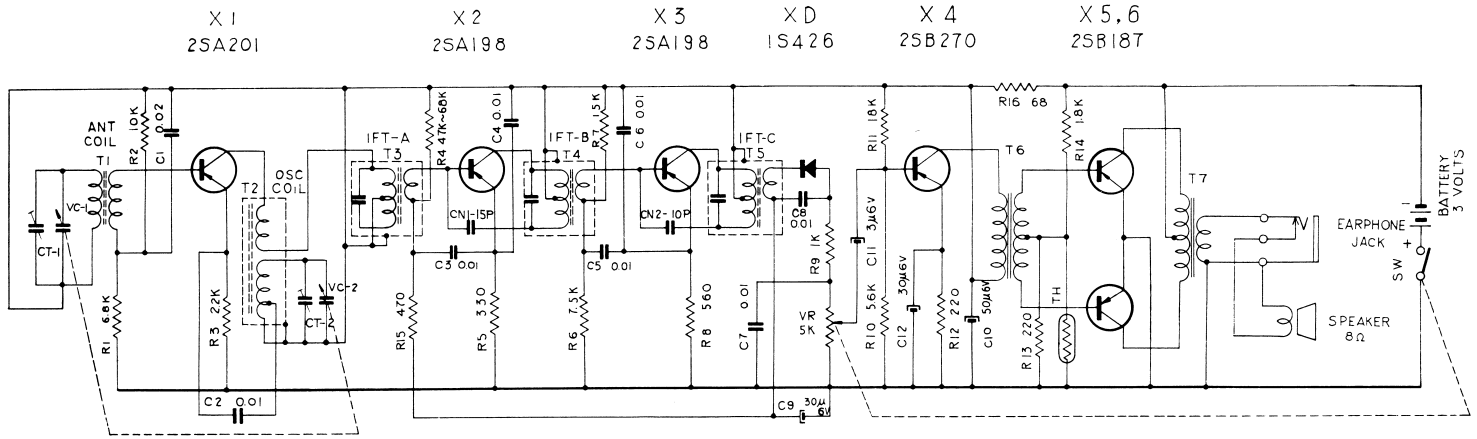 X1
2SA201
X2
2SA198
X3
2SA198
XD
1S426
X4
2SB270
X5,6
2SB187
ANT
COIL
T1
R2 10K
C1 0.02
VC-1
CT-1
R1 6.8K
R3 2.2K
C2 0.01
OSC
COIL
T2
CT-2
VC-2
IFT-A
T3
R4 47K~68K
C4 0.01
CN1-15P
C3 0.01
R15 470
R5 330
IFT-B
T4
R7 1.5K
C6 0.01
CN2-10P
C5 0.01
R6 7.5K
R8 560
IFT-C
T5
C8
0.01
R9 1K
C7 0.01
VR
5K
C9 30µ
6V
C11 3µ6V
R11 18K
R10 5.6K
C12 30µ6V
R12 220
C10 50µ6V
T6
R16 68
R14 1.8K
R13 220
TH
T7
EARPHONE
JACK
SPEAKER
8Ω
BATTERY
3 VOLTS
−
+
SW